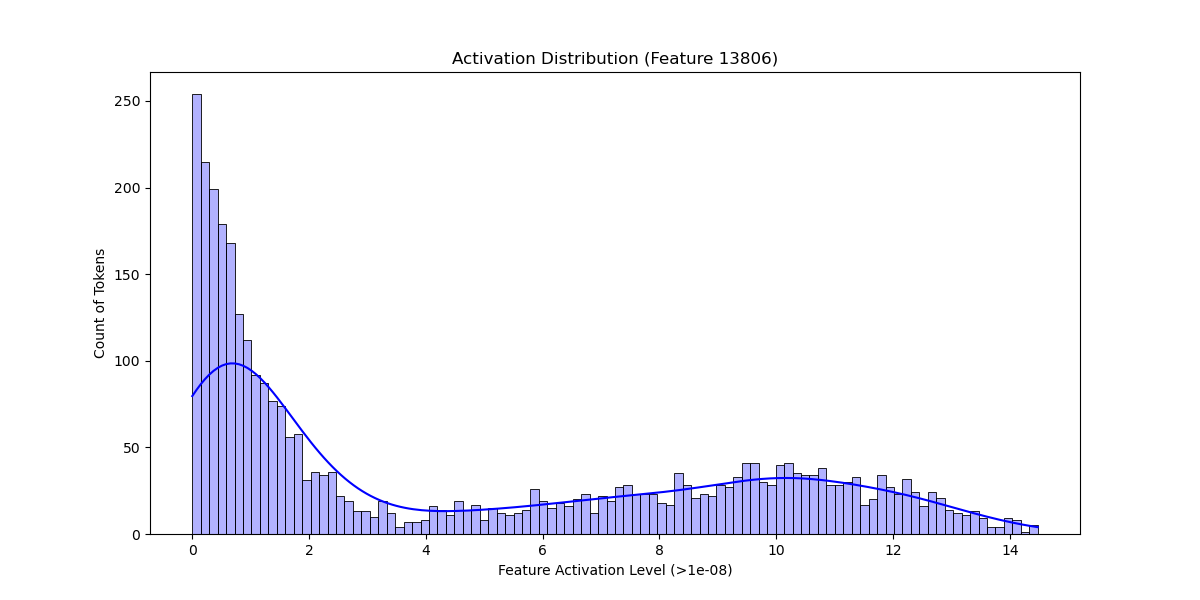 Activation Distribution (Feature 13806)
250
200
150
100
50
0
Count of Tokens
0 2 4 6 8 10 12 14
Feature Activation Level (>1e-08)